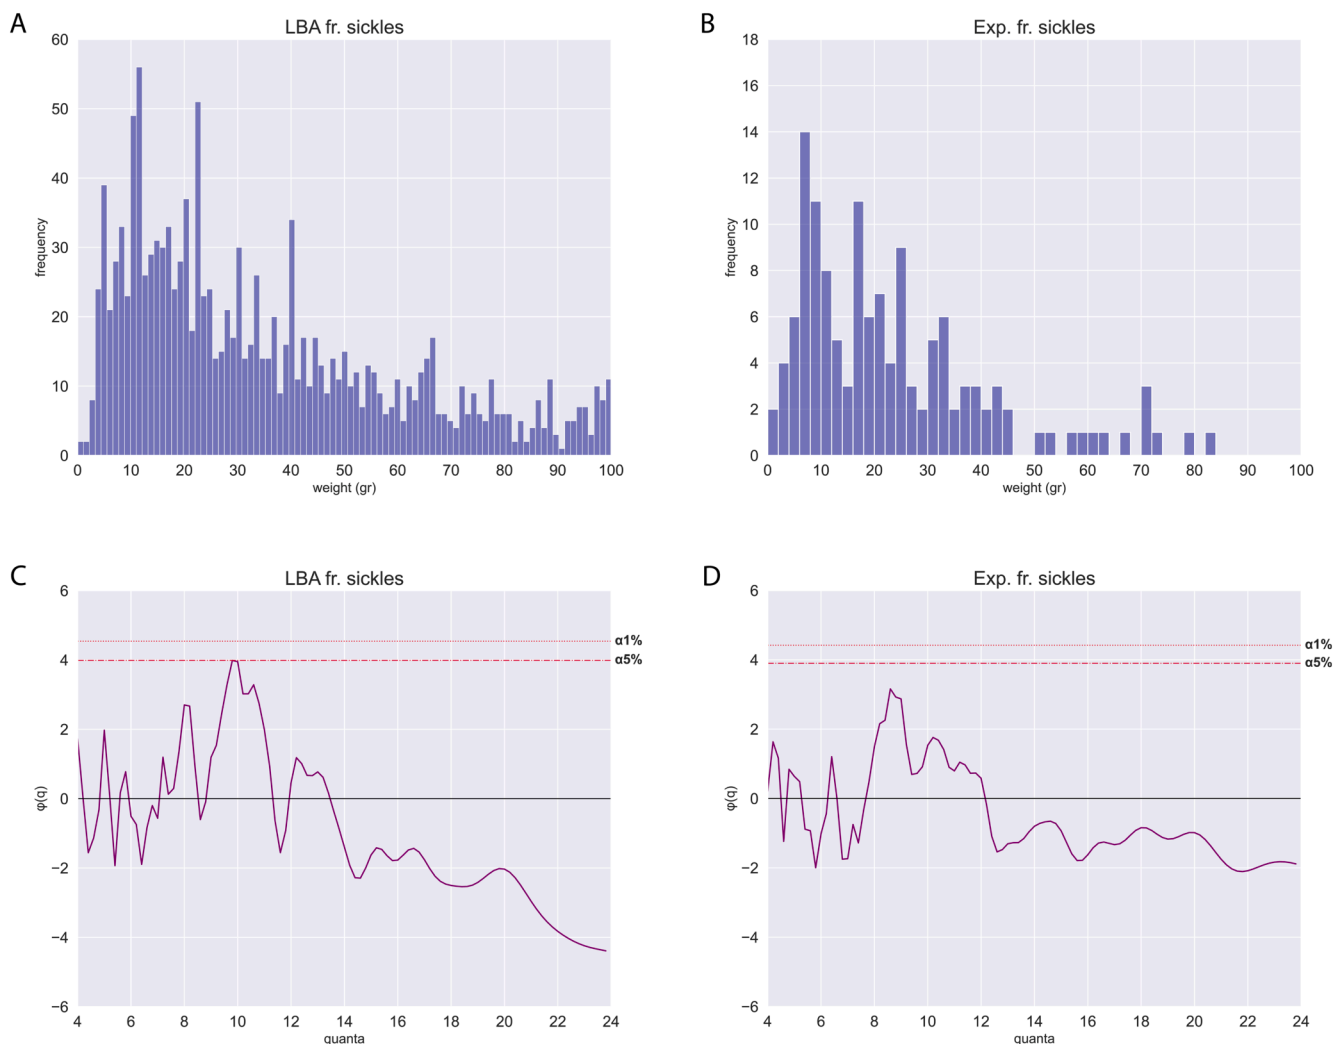 A
LBA fr. sickles
60
50
40
30
20
10
0
frequency
0 10 20 30 40 50 60 70 80 90 100
weight (gr)
B
Exp. fr. sickles
18
16
14
12
10
8
6
4
2
0
frequency
0 10 20 30 40 50 60 70 80 90 100
weight (gr)
C
LBA fr. sickles
6
4
2
0
−2
−4
−6
φ(q)
α1%
α5%
4 6 8 10 12 14 16 18 20 22 24
quanta
D
Exp. fr. sickles
6
4
2
0
−2
−4
−6
φ(q)
α1%
α5%
4 6 8 10 12 14 16 18 20 22 24
quanta